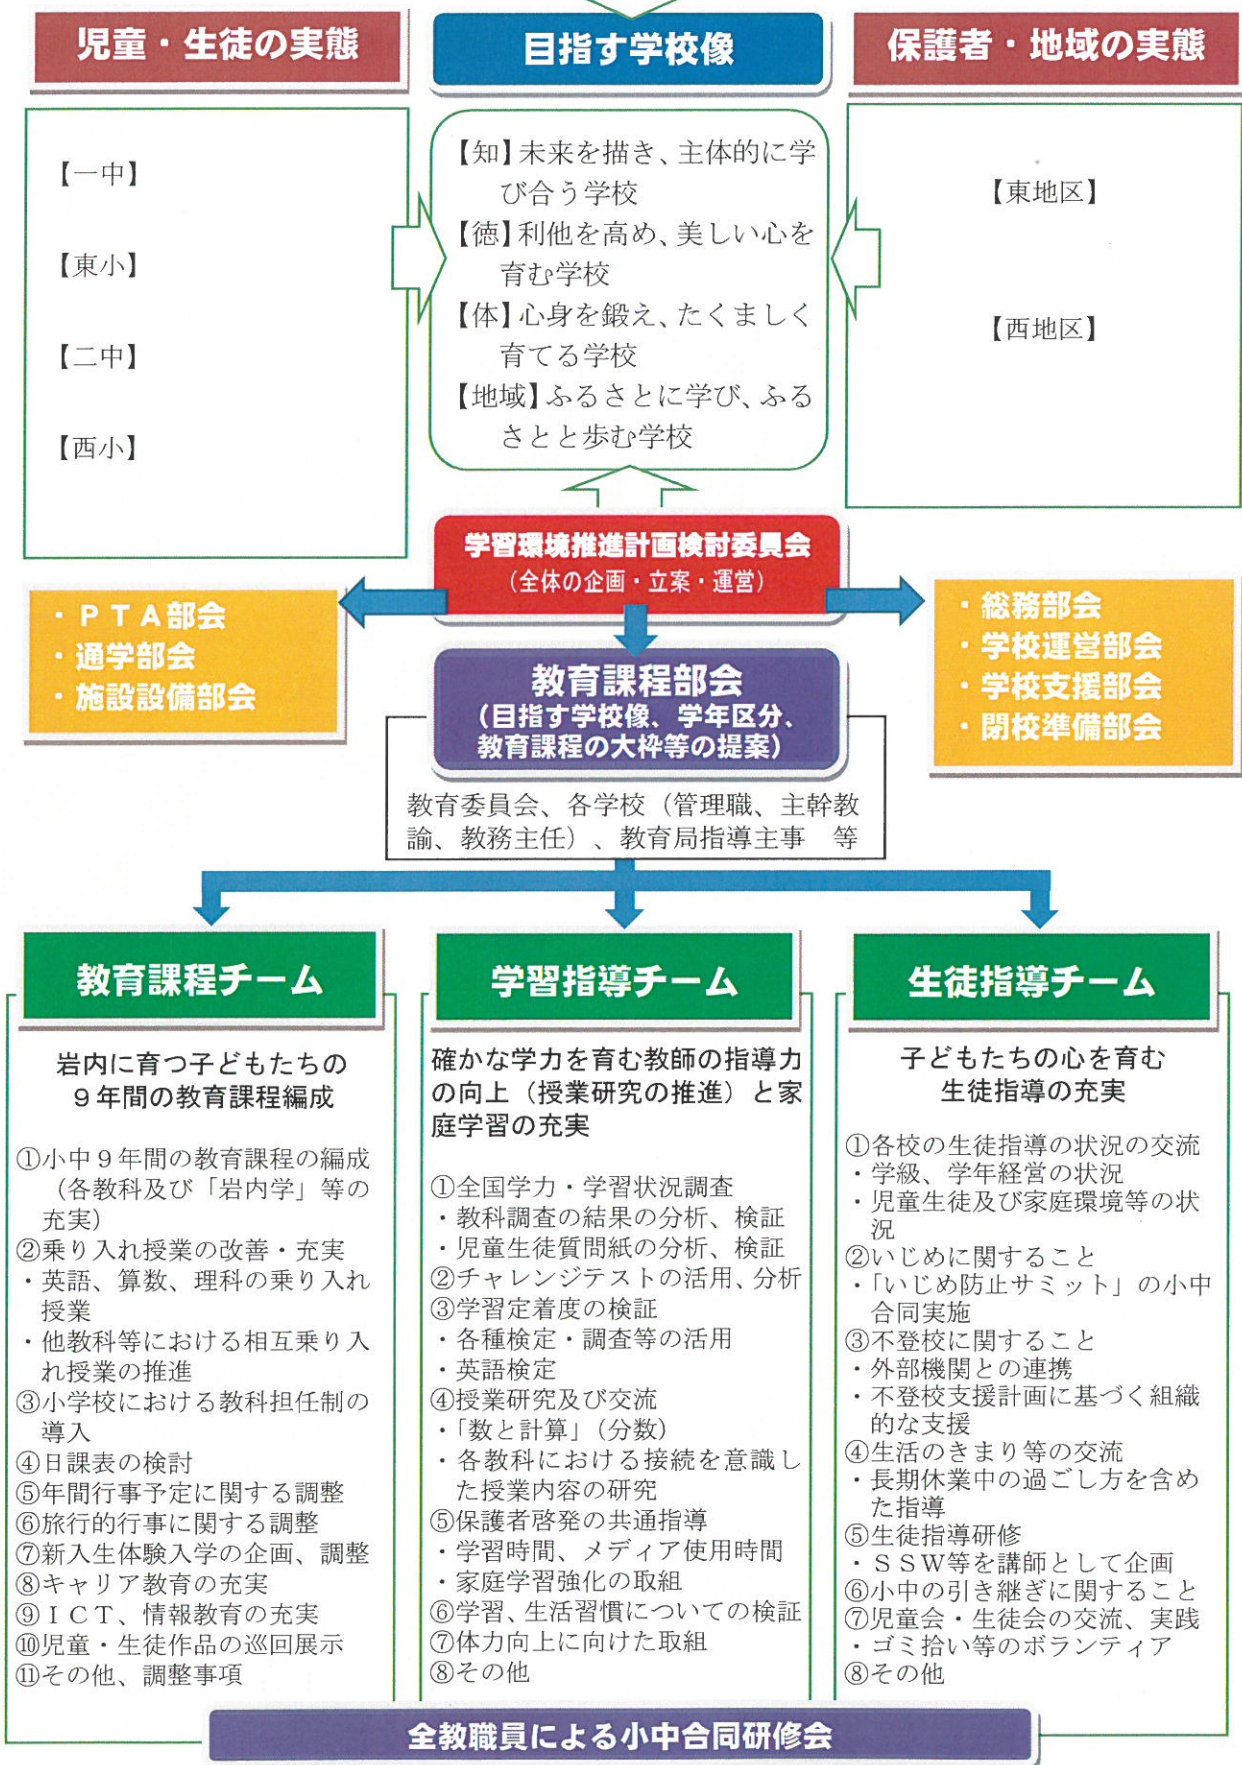 児童・生徒の実態
目指す学校像
保護者・地域の実態
【一中】
【東小】
【二中】
【西小】
【知】未来を描き、主体的に学
び合う学校
【徳】利他を高め、美しい心を
育む学校
【体】心身を鍛え、たくましく
育てる学校
【地域】ふるさとに学び、ふる
さとと歩む学校
【東地区】
【西地区】
学習環境推進計画検討委員会
(全体の企画・立案・運営)
・ＰＴＡ部会
・通学部会
・施設設備部会
・総務部会
・学校運営部会
・学校支援部会
・閉校準備部会
教育課程部会
(目指す学校像、学年区分、
教育課程の大枠等の提案)
教育委員会、各学校（管理職、主幹教
諭、教務主任）、教育局指導主事　等
教育課程チーム
岩内に育つ子どもたちの
９年間の教育課程編成
①小中９年間の教育課程の編成
（各教科及び「岩内学」等の
充実）
②乗り入れ授業の改善・充実
・英語、算数、理科の乗り入れ
授業
・他教科等における相互乗り入
れ授業の推進
③小学校における教科担任制の
導入
④日課表の検討
⑤年間行事予定に関する調整
⑥旅行的行事に関する調整
⑦新入生体験入学の企画、調整
⑧キャリア教育の充実
⑨ＩＣＴ、情報教育の充実
⑩児童・生徒作品の巡回展示
⑪その他、調整事項
学習指導チーム
確かな学力を育む教師の指導力
の向上（授業研究の推進）と家
庭学習の充実
①全国学力・学習状況調査
・教科調査の結果の分析、検証
・児童生徒質問紙の分析、検証
②チャレンジテストの活用、分析
③学習定着度の検証
・各種検定・調査等の活用
・英語検定
④授業研究及び交流
・「数と計算」（分数）
・各教科における接続を意識し
た授業内容の研究
⑤保護者啓発の共通指導
・学習時間、メディア使用時間
・家庭学習強化の取組
⑥学習、生活習慣についての検証
⑦体力向上に向けた取組
⑧その他
生徒指導チーム
子どもたちの心を育む
生徒指導の充実
①各校の生徒指導の状況の交流
・学級、学年経営の状況
・児童生徒及び家庭環境等の状
況
②いじめに関すること
・「いじめ防止サミット」の小中
合同実施
③不登校に関すること
・外部機関との連携
・不登校支援計画に基づく組織
的な支援
④生活のきまり等の交流
・長期休業中の過ごし方を含め
た指導
⑤生徒指導研修
・ＳＳＷ等を講師として企画
⑥小中の引き継ぎに関すること
⑦児童会・生徒会の交流、実践
・ゴミ拾い等のボランティア
⑧その他
全教職員による小中合同研修会